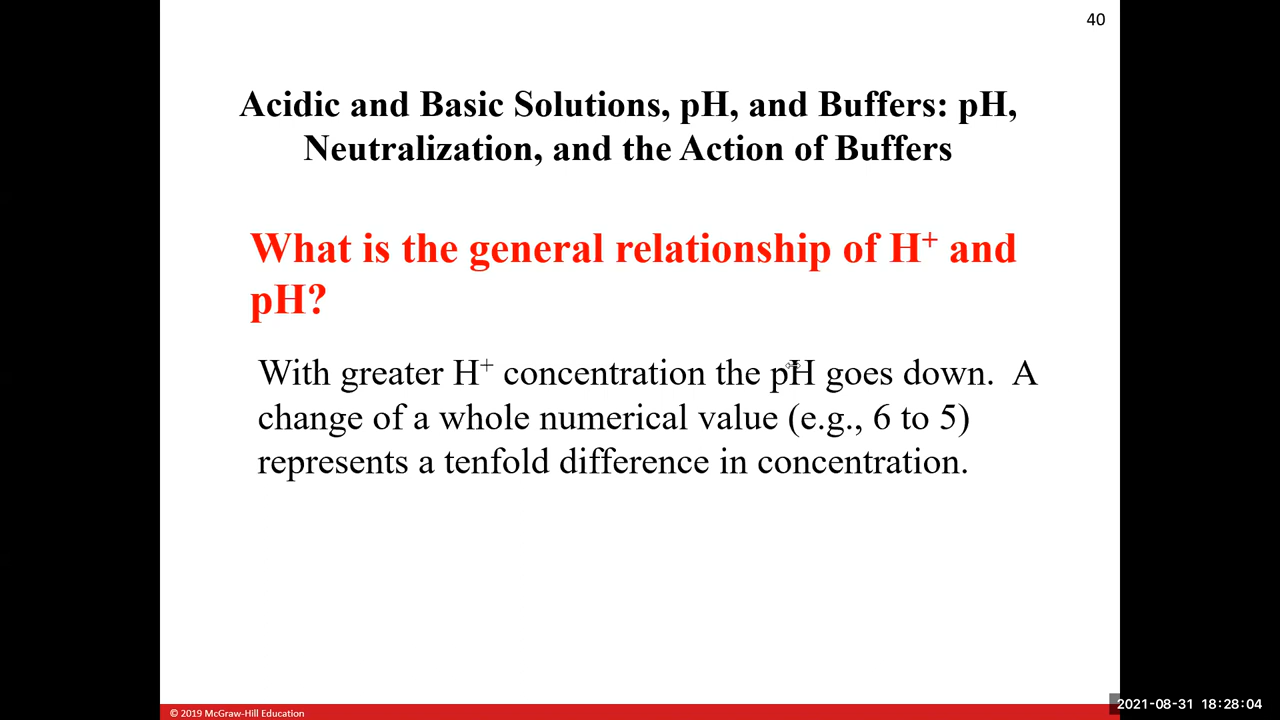 40
Acidic and Basic Solutions, pH, and Buffers: pH,
Neutralization, and the Action of Buffers
What is the general relationship of H⁺ and
pH?
With greater H⁺ concentration the pH goes down.  A
change of a whole numerical value (e.g., 6 to 5)
represents a tenfold difference in concentration.
© 2019 McGraw-Hill Education
2021-08-31 18:28:04